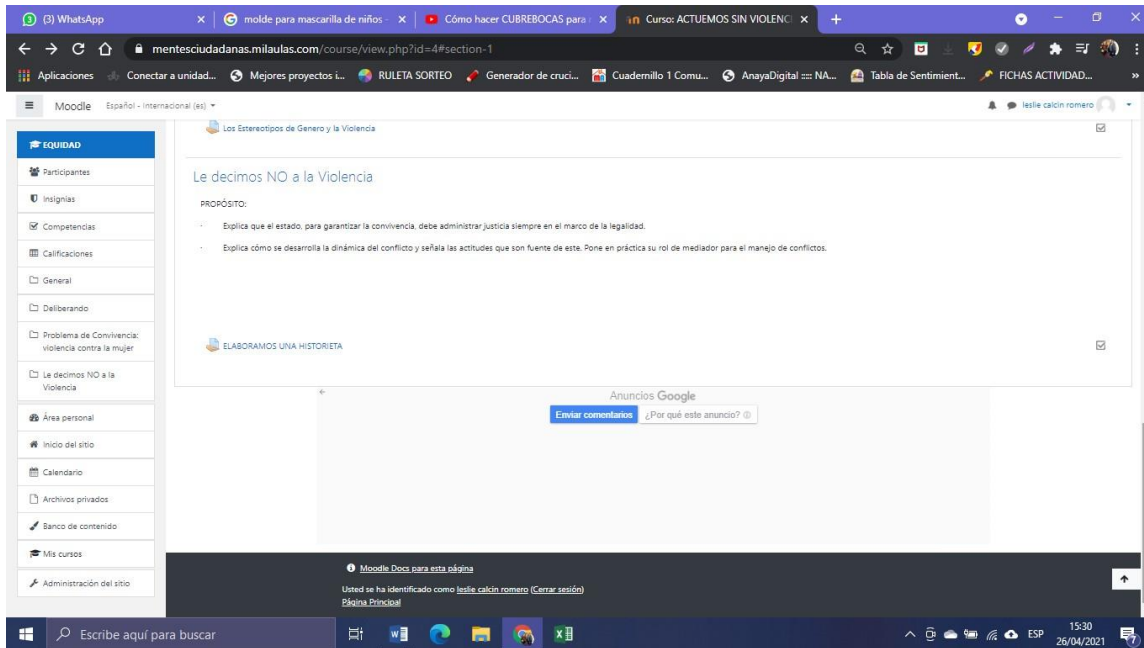 (3) WhatsApp
molde para mascarilla de niños -
Cómo hacer CUBREBOCAS para
Curso: ACTUEMOS SIN VIOLENCI
mentesciudadanas.milaulas.com/course/view.php?id=4#section-1
Aplicaciones
Conectar a unidad...
Mejores proyectos i...
RULETA SORTEO
Generador de cruci...
Cuadernillo 1 Comu...
AnayaDigital :::: NA...
Tabla de Sentimient...
FICHAS ACTIVIDAD...
»
Moodle
Español - Internacional (es)
leslie calcin romero
EQUIDAD
Participantes
Insignias
Competencias
Calificaciones
General
Deliberando
Problema de Convivencia:
violencia contra la mujer
Le decimos NO a la
Violencia
Área personal
Inicio del sitio
Calendario
Archivos privados
Banco de contenido
Mis cursos
Administración del sitio
Los Estereotipos de Genero y la Violencia
Le decimos NO a la Violencia
PROPÓSITO:
· Explica que el estado, para garantizar la convivencia, debe administrar justicia siempre en el marco de la legalidad.
· Explica cómo se desarrolla la dinámica del conflicto y señala las actitudes que son fuente de este. Pone en práctica su rol de mediador para el manejo de conflictos.
ELABORAMOS UNA HISTORIETA
Anuncios Google
Enviar comentarios
¿Por qué este anuncio?
Moodle Docs para esta página
Usted se ha identificado como leslie calcin romero (Cerrar sesión)
Página Principal
Escribe aquí para buscar
ESP
15:30
26/04/2021
7